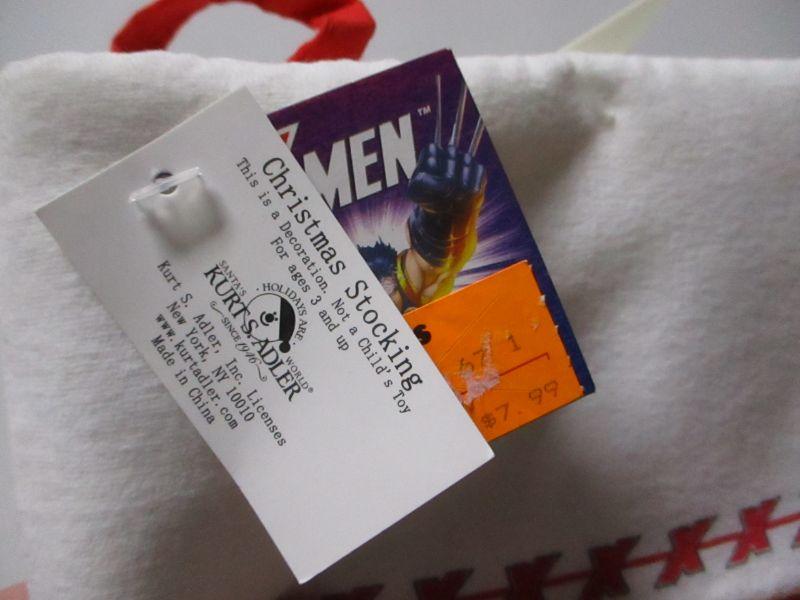 Christmas Stocking
This is a Decoration. Not a Child's Toy
For ages 3 and up
SANTA'S WORLD®
HOLIDAYS ARE
KURT S. ADLER
SINCE 1946
Kurt S. Adler, Inc. Licenses
New York, NY 10010
www.kurtadler.com
Made in China
MEN™
$7.99